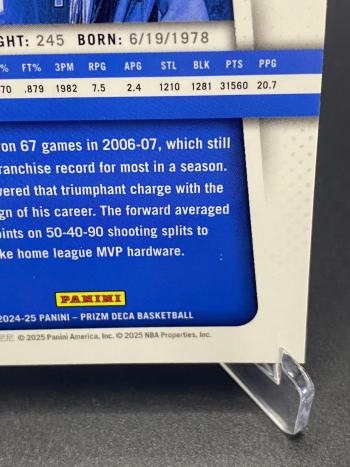 GHT: 245 BORN: 6/19/1978
% FT% 3PM RPG APG STL BLK PTS PPG
70 .879 1982 7.5 2.4 1210 1281 31560 20.7
on 67 games in 2006-07, which still
franchise record for most in a season.
wered that triumphant charge with the
ign of his career. The forward averaged
oints on 50-40-90 shooting splits to
ke home league MVP hardware.
PANINI
2024-25 PANINI – PRIZM DECA BASKETBALL
© 2025 Panini America, Inc. © 2025 NBA Properties, Inc.